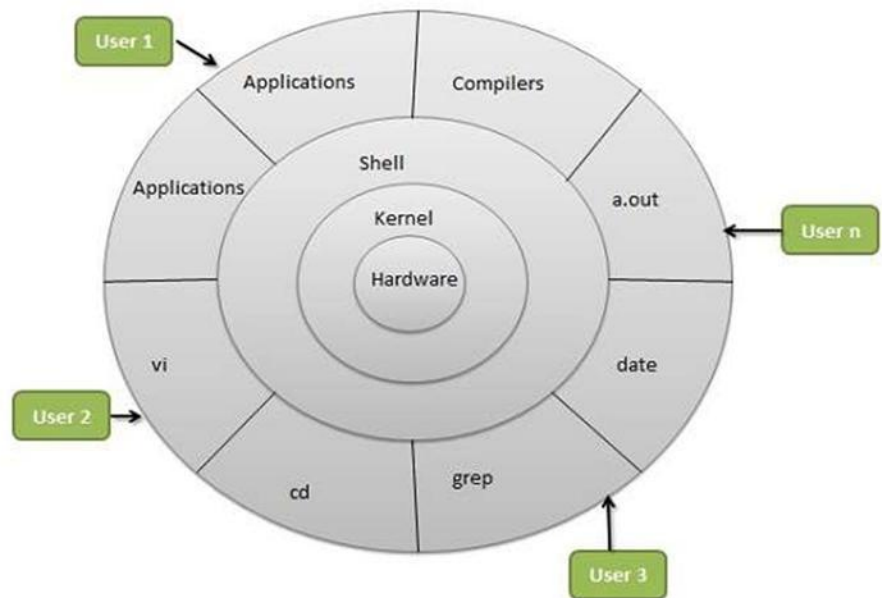 User 1
Applications
Compilers
Shell
Applications
a.out
Kernel
User n
Hardware
vi
date
User 2
cd
grep
User 3